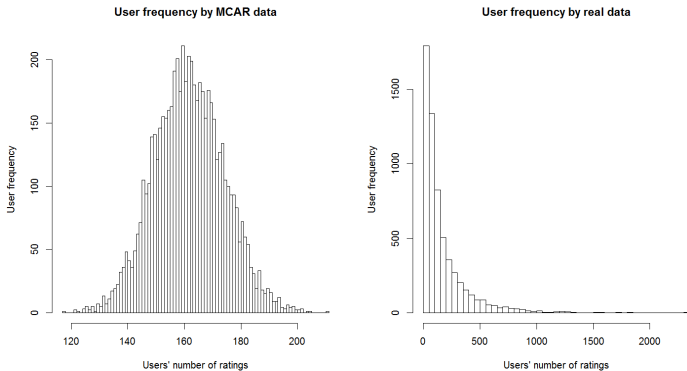 User frequency by MCAR data
User frequency
200
150
100
50
0
120 140 160 180 200
Users' number of ratings
User frequency by real data
User frequency
1500
1000
500
0
0 500 1000 1500 2000
Users' number of ratings